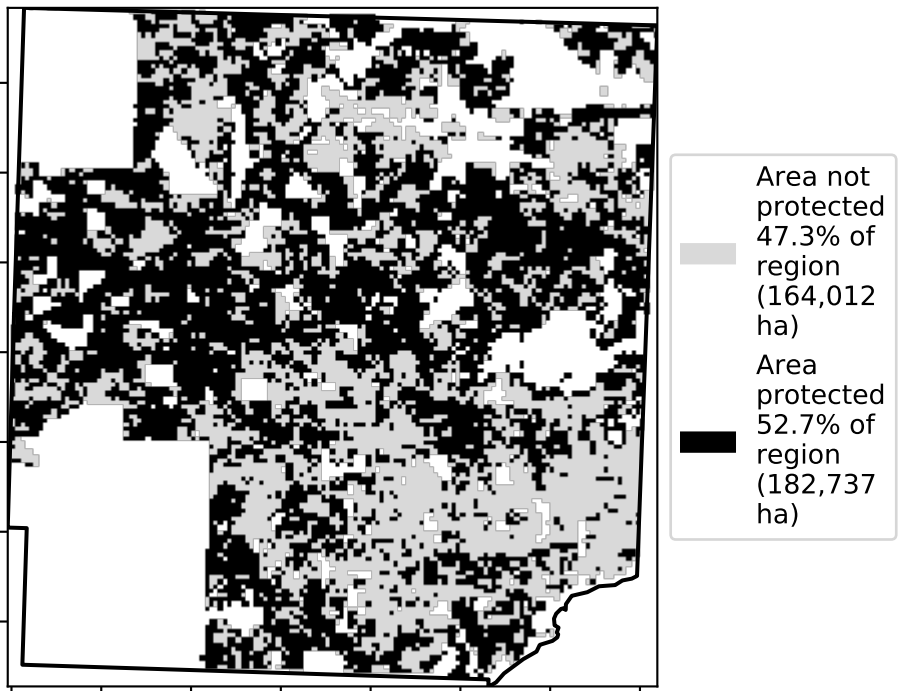 Area not
protected
47.3% of
region
(164,012
ha)
Area
protected
52.7% of
region
(182,737
ha)